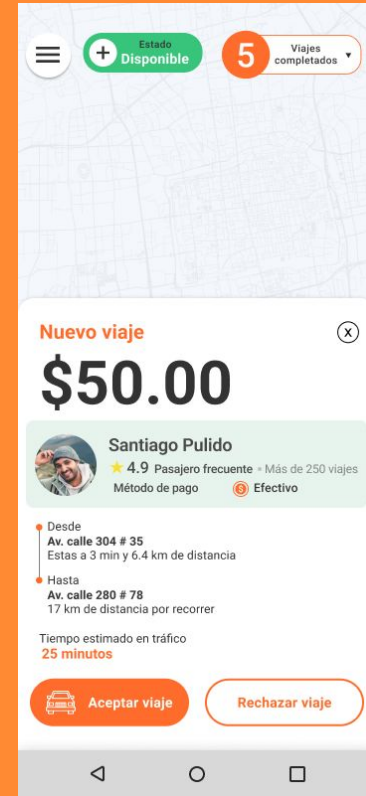 Estado
Disponible
5
Viajes
completados
Nuevo viaje
X
$50.00
Santiago Pulido
4.9 Pasajero frecuente • Más de 250 viajes
Método de pago $ Efectivo
Desde
Av. calle 304 # 35
Estas a 3 min y 6.4 km de distancia
Hasta
Av. calle 280 # 78
17 km de distancia por recorrer
Tiempo estimado en tráfico
25 minutos
Aceptar viaje
Rechazar viaje